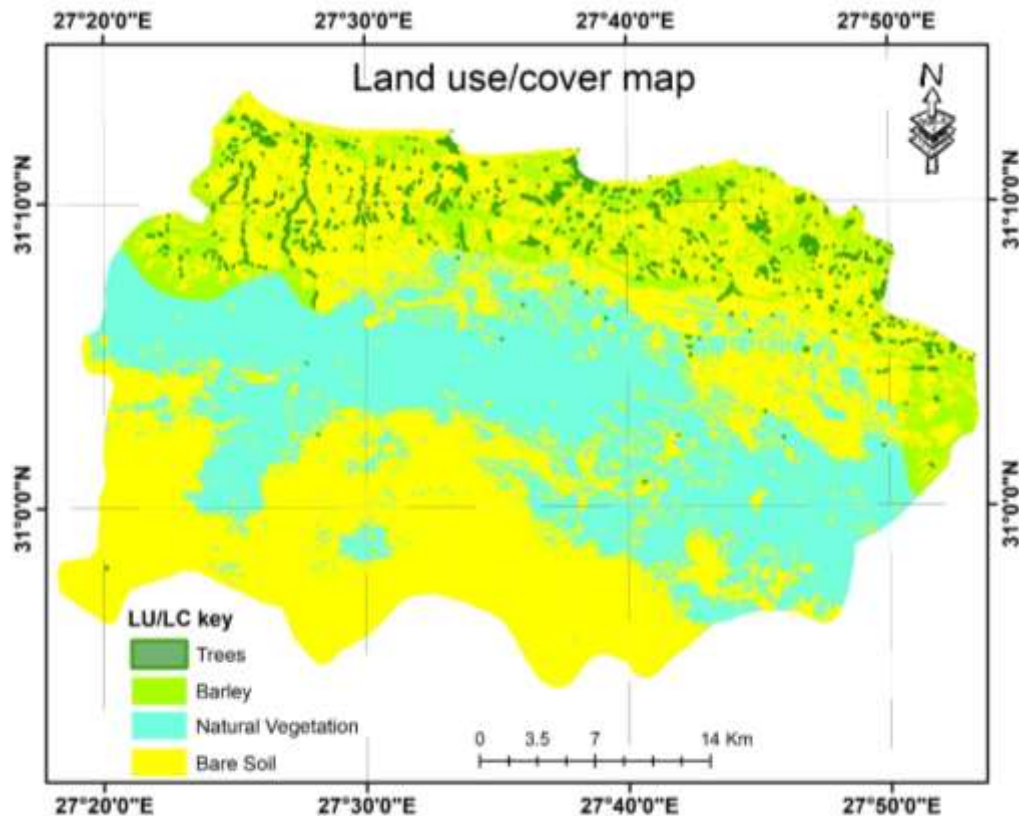 27°20'0"E 27°30'0"E 27°40'0"E 27°50'0"E
Land use/cover map
N
31°10'0"N 31°10'0"N
31°0'0"N 31°0'0"N
LU/LC key
Trees
Barley
Natural Vegetation
Bare Soil
0 3.5 7 14 Km
27°20'0"E 27°30'0"E 27°40'0"E 27°50'0"E